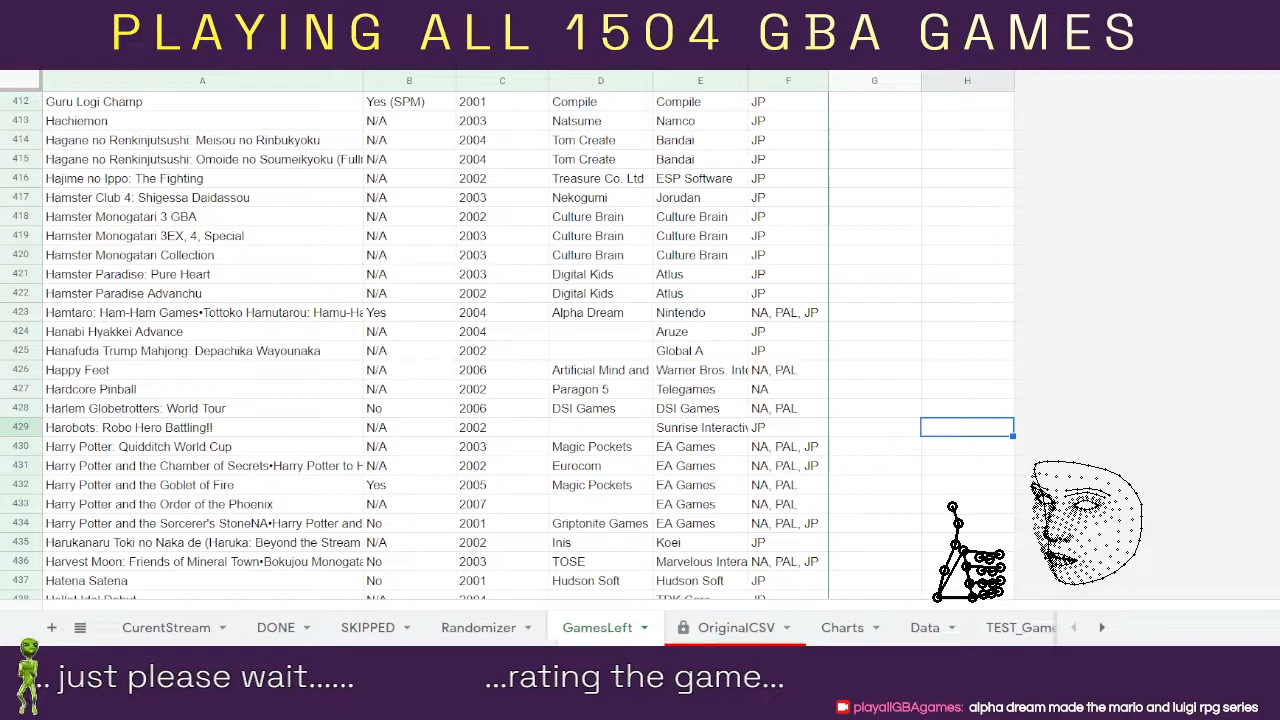 PLAYING ALL 1504 GBA GAMES
A B C D E F G H
412 Guru Logi Champ Yes (SPM) 2001 Compile Compile JP
413 Hachiemon N/A 2003 Natsume Namco JP
414 Hagane no Renkinjutsushi: Meisou no Rinbukyoku N/A 2004 Tom Create Bandai JP
415 Hagane no Renkinjutsushi: Omoide no Soumeikyoku (Fullm N/A 2004 Tom Create Bandai JP
416 Hajime no Ippo: The Fighting N/A 2002 Treasure Co. Ltd ESP Software JP
417 Hamster Club 4: Shigessa Daidassou N/A 2003 Nekogumi Jorudan JP
418 Hamster Monogatari 3 GBA N/A 2002 Culture Brain Culture Brain JP
419 Hamster Monogatari 3EX, 4, Special N/A 2003 Culture Brain Culture Brain JP
420 Hamster Monogatari Collection N/A 2003 Culture Brain Culture Brain JP
421 Hamster Paradise: Pure Heart N/A 2003 Digital Kids Atlus JP
422 Hamster Paradise Advanchu N/A 2002 Digital Kids Atlus JP
423 Hamtaro: Ham-Ham Games•Tottoko Hamutarou: Hamu-Ha Yes 2004 Alpha Dream Nintendo NA, PAL, JP
424 Hanabi Hyakkei Advance N/A 2004 Aruze JP
425 Hanafuda Trump Mahjong: Depachika Wayounaka N/A 2002 Global A JP
426 Happy Feet N/A 2006 Artificial Mind and Warner Bros. Inte NA, PAL
427 Hardcore Pinball N/A 2002 Paragon 5 Telegames NA
428 Harlem Globetrotters: World Tour No 2006 DSI Games DSI Games NA, PAL
429 Harobots: Robo Hero Battling!! N/A 2002 Sunrise Interactiv JP
430 Harry Potter: Quidditch World Cup N/A 2003 Magic Pockets EA Games NA, PAL, JP
431 Harry Potter and the Chamber of Secrets•Harry Potter to H N/A 2002 Eurocom EA Games NA, PAL, JP
432 Harry Potter and the Goblet of Fire Yes 2005 Magic Pockets EA Games NA, PAL
433 Harry Potter and the Order of the Phoenix N/A 2007 EA Games NA, PAL
434 Harry Potter and the Sorcerer's StoneNA•Harry Potter and No 2001 Griptonite Games EA Games NA, PAL, JP
435 Harukanaru Toki no Naka de (Haruka: Beyond the Stream N/A 2002 Inis Koei JP
436 Harvest Moon: Friends of Mineral Town•Bokujou Monogata No 2003 TOSE Marvelous Intera NA, PAL, JP
437 Hatena Satena No 2001 Hudson Soft Hudson Soft JP
+ CurentStream DONE SKIPPED Randomizer GamesLeft OriginalCSV Charts Data TEST_Game
.. just please wait...... ...rating the game...
playallGBAgames: alpha dream made the mario and luigi rpg series